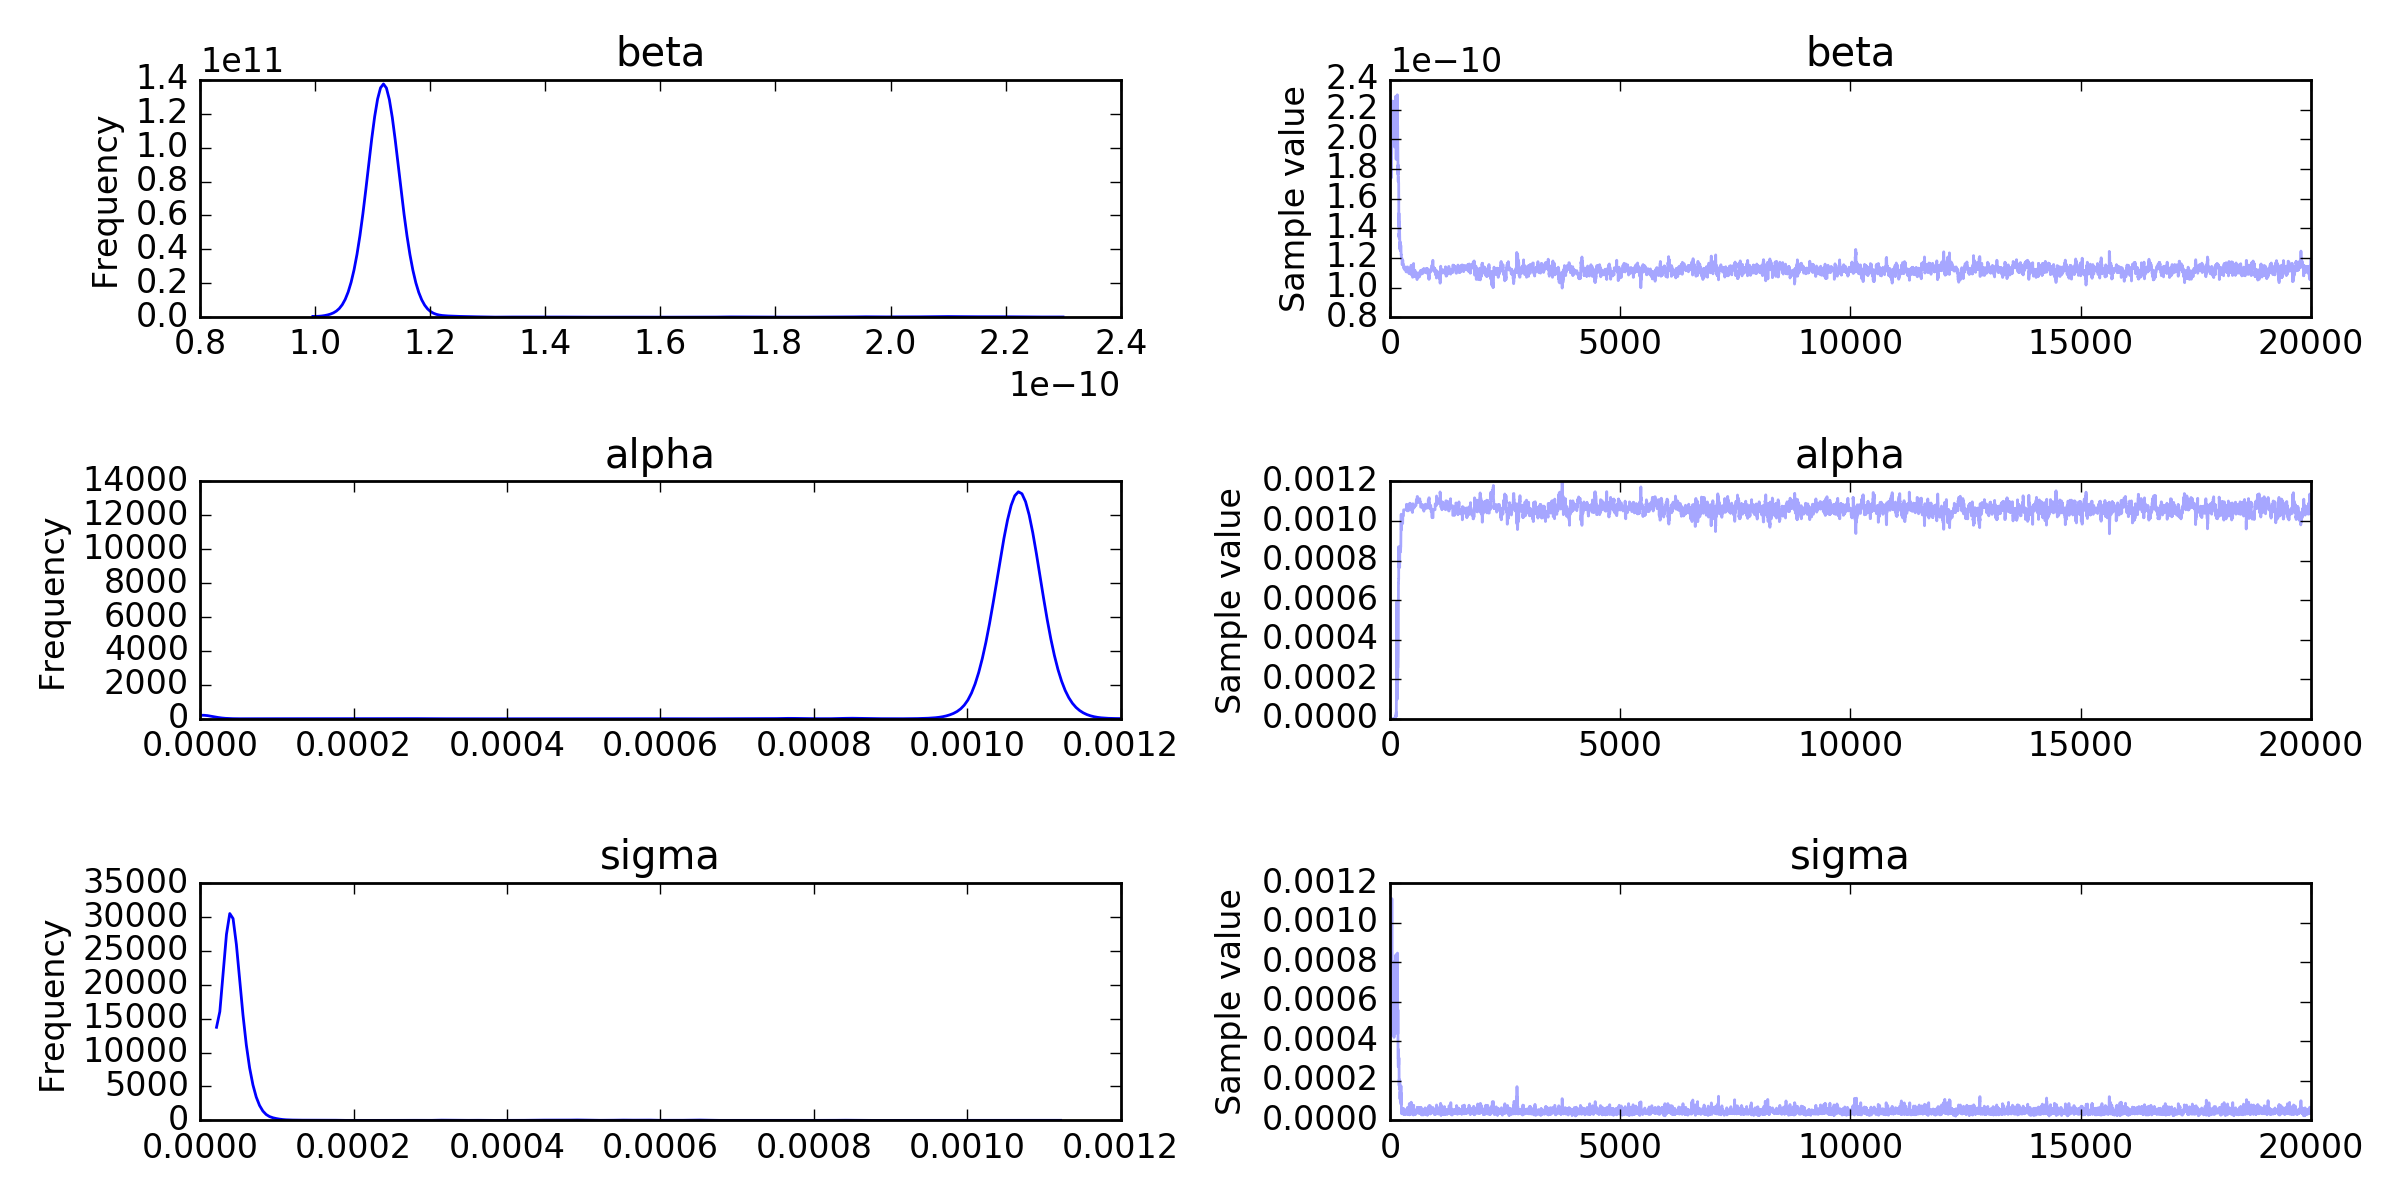 beta
1e11
1.4
1.2
1.0
0.8
0.6
0.4
0.2
0.0
Frequency
0.8 1.0 1.2 1.4 1.6 1.8 2.0 2.2 2.4
1e−10
beta
1e−10
2.4
2.2
2.0
1.8
1.6
1.4
1.2
1.0
0.8
Sample value
0 5000 10000 15000 20000
alpha
14000
12000
10000
8000
6000
4000
2000
0
Frequency
0.0000 0.0002 0.0004 0.0006 0.0008 0.0010 0.0012
alpha
0.0012
0.0010
0.0008
0.0006
0.0004
0.0002
0.0000
Sample value
0 5000 10000 15000 20000
sigma
35000
30000
25000
20000
15000
10000
5000
0
Frequency
0.0000 0.0002 0.0004 0.0006 0.0008 0.0010 0.0012
sigma
0.0012
0.0010
0.0008
0.0006
0.0004
0.0002
0.0000
Sample value
0 5000 10000 15000 20000